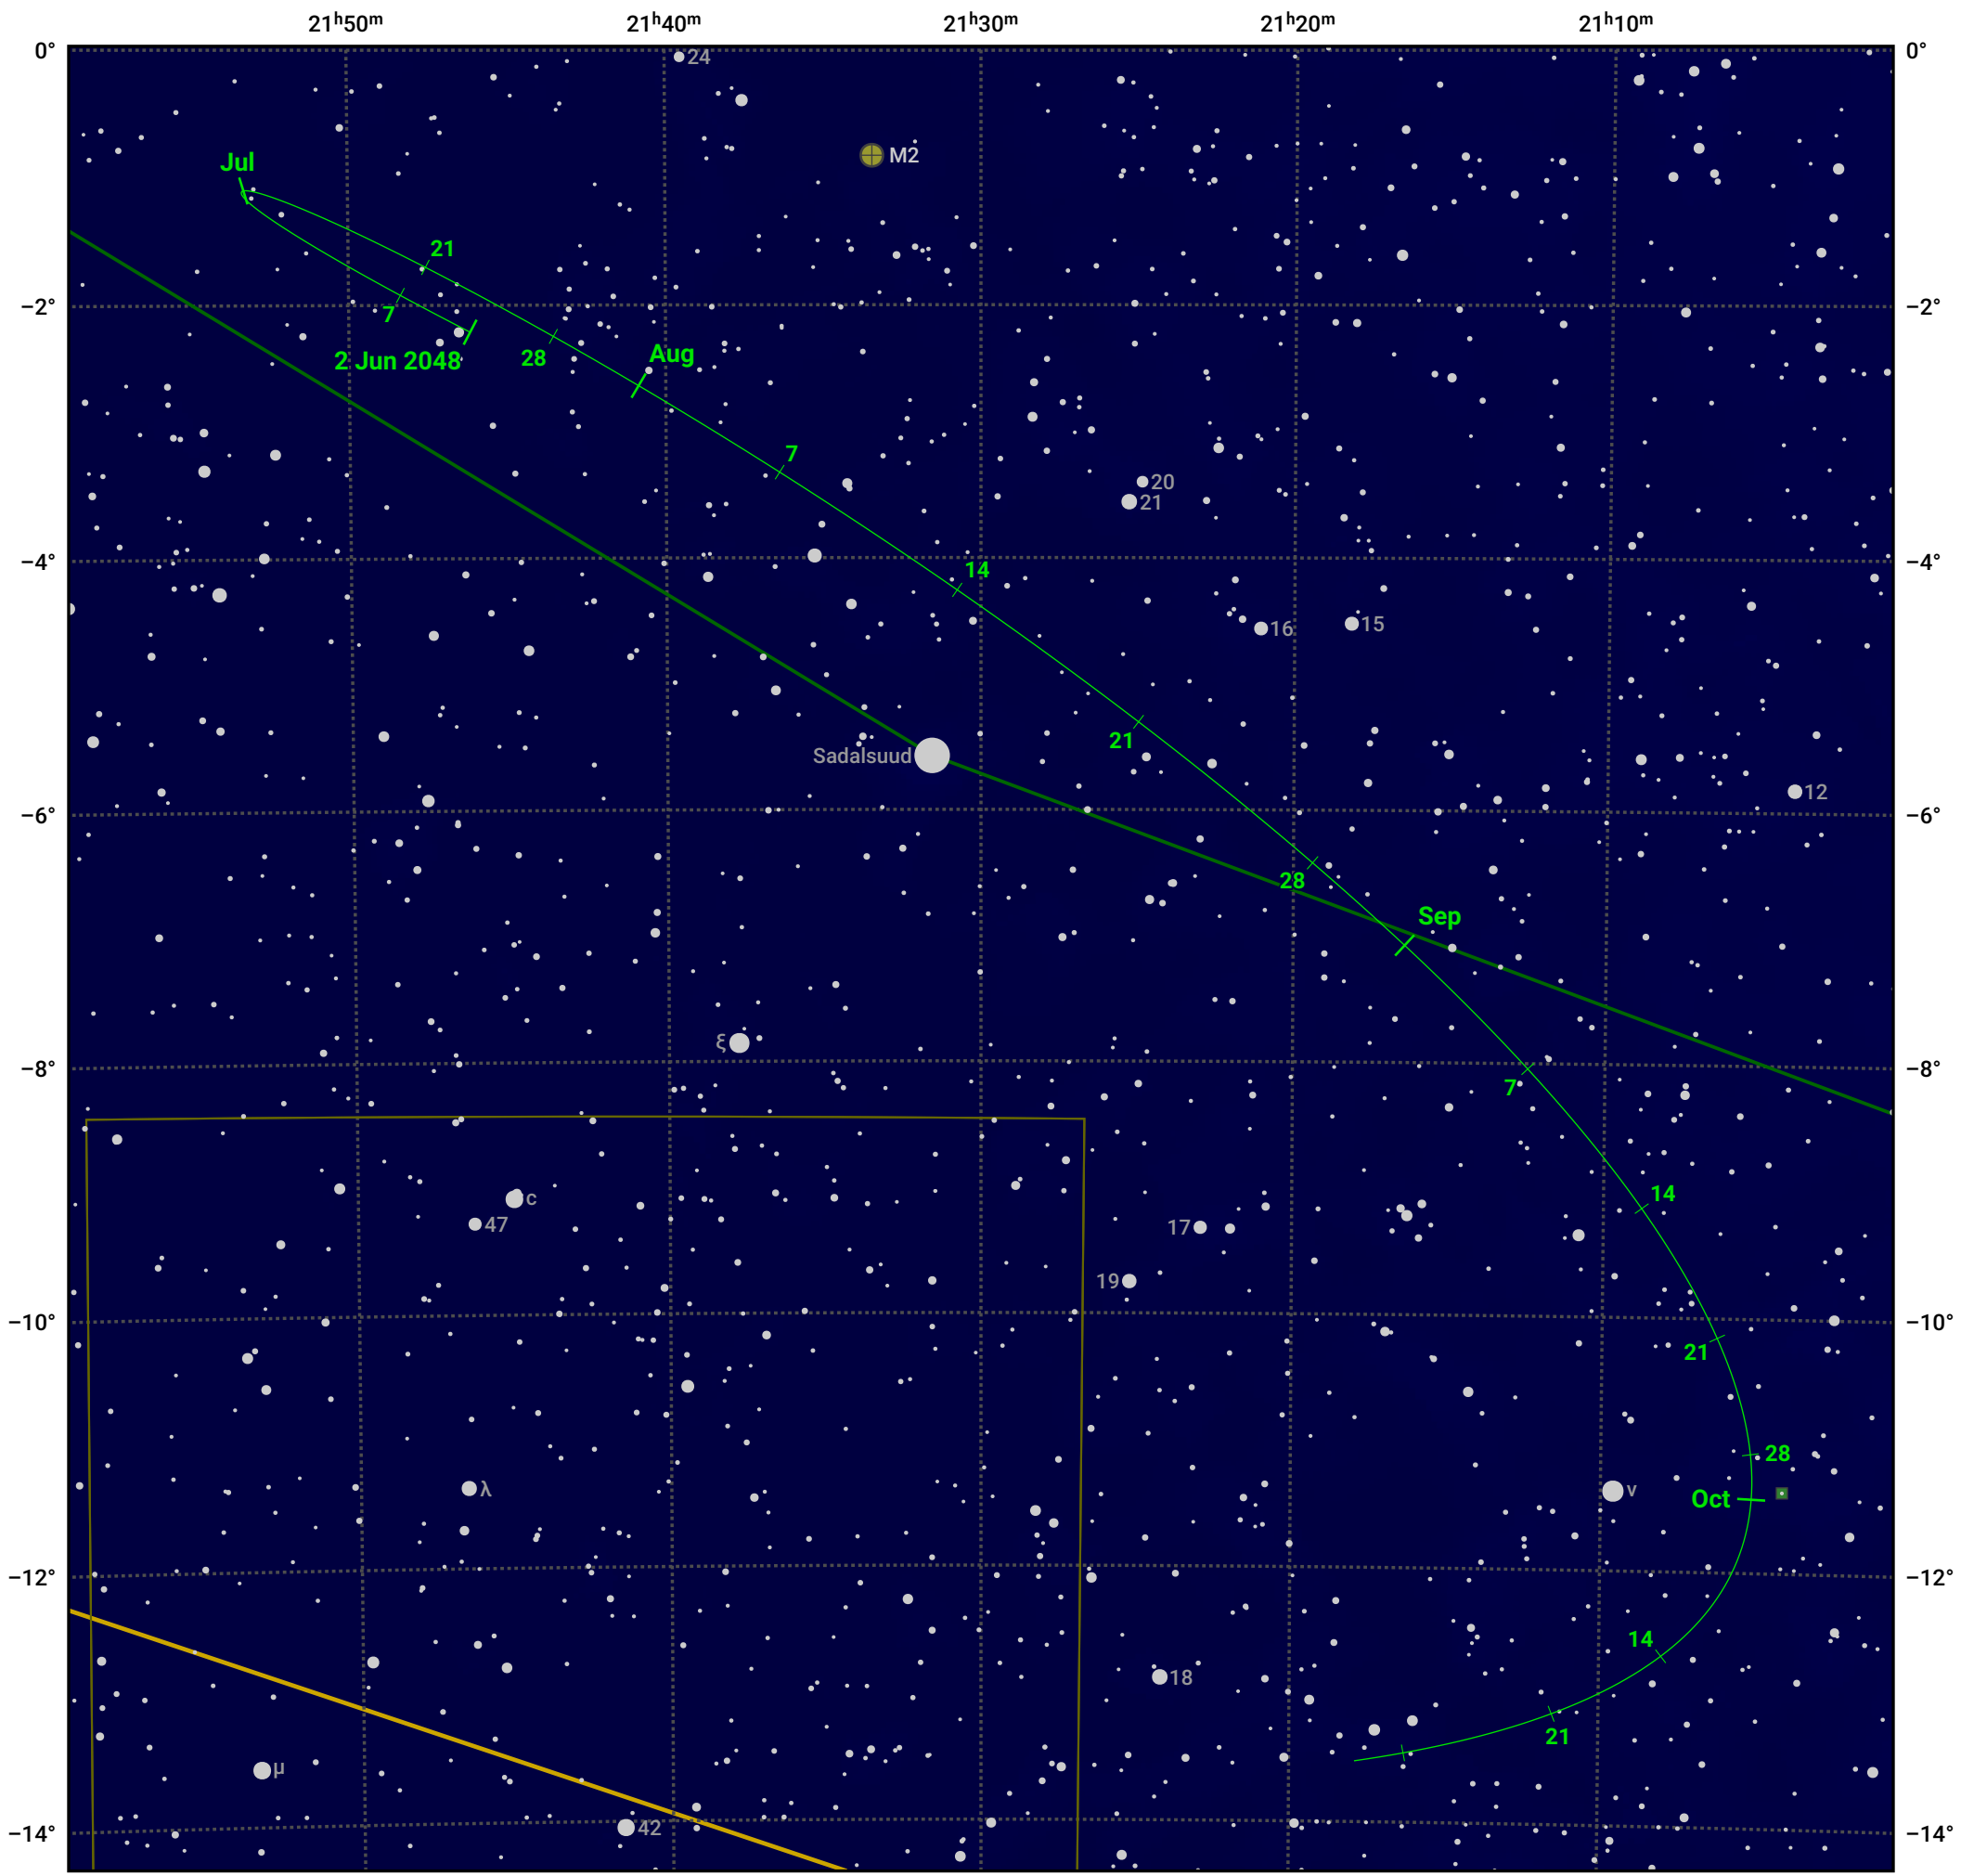 21ʰ50ᵐ 21ʰ40ᵐ 21ʰ30ᵐ 21ʰ20ᵐ 21ʰ10ᵐ
0° 0°
24
M2
Jul
21
7
−2° −2°
2 Jun 2048
28
Aug
7
20
21
−4° −4°
14
16
15
21
Sadalsuud
12
−6° −6°
28
Sep
ξ
−8° −8°
7
14
c
47
17
19
−10° −10°
21
28
λ
ν
Oct
−12° −12°
14
18
21
μ
42
−14° −14°